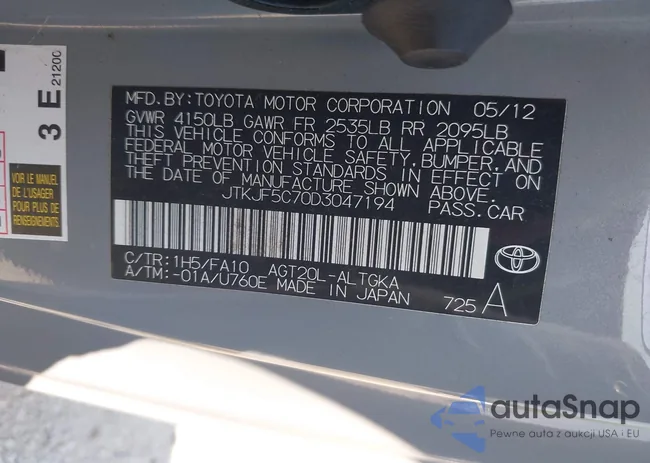 MFD. BY: TOYOTA MOTOR CORPORATION 05/12
GVWR 4150LB GAWR FR 2535LB RR 2095LB
THIS VEHICLE CONFORMS TO ALL APPLICABLE
FEDERAL MOTOR VEHICLE SAFETY, BUMPER, AND
THEFT PREVENTION STANDARDS IN EFFECT ON
THE DATE OF MANUFACTURE SHOWN ABOVE.
JTKJF5C70D3047194 PASS. CAR
C/TR: 1H5/FA10 AGT20L-ALTGKA
A/TM: -01A/U760E MADE IN JAPAN 725 A
3 E 21200
VOIR LE MANUEL
DE L'USAGER
POUR PLUS DE
RENSEIGNEMENTS
autaSnap
Pewne auta z aukcji USA i EU